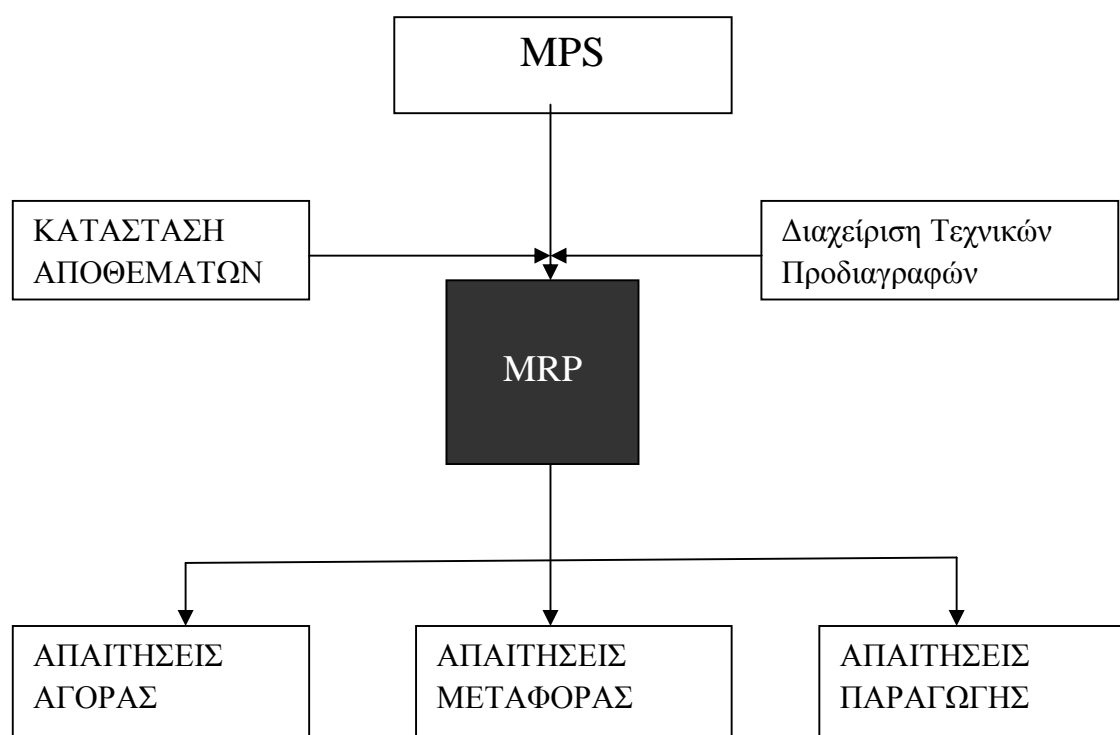 MPS
ΚΑΤΑΣΤΑΣΗ
ΑΠΟΘΕΜΑΤΩΝ
Διαχείριση Τεχνικών
Προδιαγραφών
MRP
ΑΠΑΙΤΗΣΕΙΣ
ΑΓΟΡΑΣ
ΑΠΑΙΤΗΣΕΙΣ
ΜΕΤΑΦΟΡΑΣ
ΑΠΑΙΤΗΣΕΙΣ
ΠΑΡΑΓΩΓΗΣ